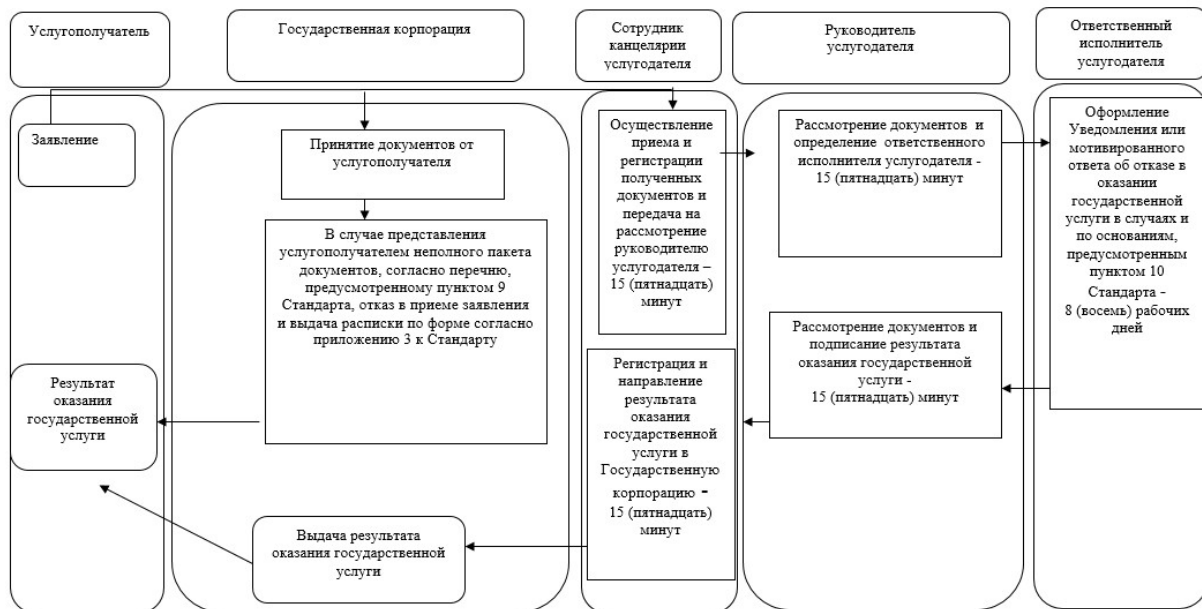 Услугополучатель
Государственная корпорация
Сотрудник
канцелярии
услугодателя
Руководитель
услугодателя
Ответственный
исполнитель
услугодателя
Заявление
Принятие документов от
услугополучателя
В случае представления
услугополучателем неполного пакета
документов, согласно перечню,
предусмотренному пунктом 9
Стандарта, отказ в приеме заявления
и выдача расписки по форме согласно
приложению 3 к Стандарту
Осуществление
приема и
регистрации
полученных
документов и
передача на
рассмотрение
руководителю
услугодателя –
15 (пятнадцать)
минут
Рассмотрение документов и
определение ответственного
исполнителя услугодателя -
15 (пятнадцать) минут
Оформление
Уведомления или
мотивированного
ответа об отказе в
оказании
государственной
услуги в случаях и
по основаниям,
предусмотренным
пунктом 10
Стандарта -
8 (восемь) рабочих
дней
Рассмотрение документов и
подписание результата
оказания государственной
услуги -
15 (пятнадцать) минут
Регистрация и
направление
результата
оказания
государственной
услуги в
Государственную
корпорацию -
15 (пятнадцать)
минут
Выдача результата
оказания государственной
услуги
Результат
оказания
государственной
услуги